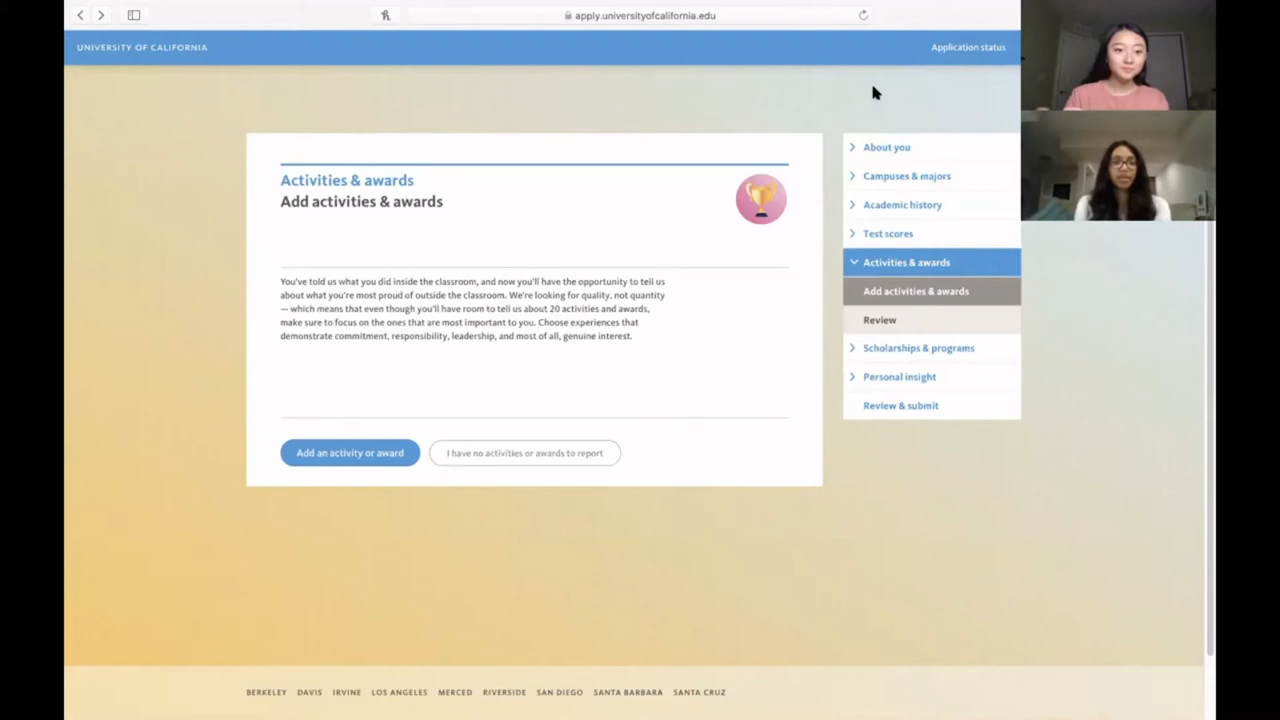 apply.universityofcalifornia.edu
UNIVERSITY OF CALIFORNIA
Application status
Activities & awards
Add activities & awards
You've told us what you did inside the classroom, and now you'll have the opportunity to tell us
about what you're most proud of outside the classroom. We're looking for quality, not quantity
— which means that even though you'll have room to tell us about 20 activities and awards,
make sure to focus on the ones that are most important to you. Choose experiences that
demonstrate commitment, responsibility, leadership, and most of all, genuine interest.
Add an activity or award
I have no activities or awards to report
About you
Campuses & majors
Academic history
Test scores
Activities & awards
Add activities & awards
Review
Scholarships & programs
Personal insight
Review & submit
BERKELEY DAVIS IRVINE LOS ANGELES MERCED RIVERSIDE SAN DIEGO SANTA BARBARA SANTA CRUZ